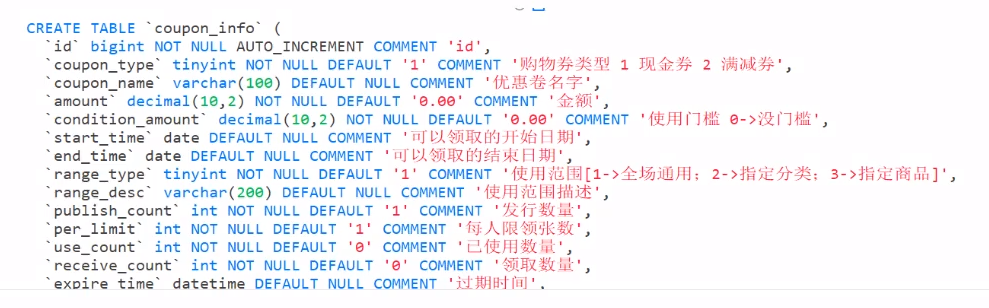 CREATE TABLE `coupon_info` (
`id` bigint NOT NULL AUTO_INCREMENT COMMENT 'id',
`coupon_type` tinyint NOT NULL DEFAULT '1' COMMENT '购物券类型 1 现金券 2 满减券',
`coupon_name` varchar(100) DEFAULT NULL COMMENT '优惠卷名字',
`amount` decimal(10,2) NOT NULL DEFAULT '0.00' COMMENT '金额',
`condition_amount` decimal(10,2) NOT NULL DEFAULT '0.00' COMMENT '使用门槛 0->没门槛',
`start_time` date DEFAULT NULL COMMENT '可以领取的开始日期',
`end_time` date DEFAULT NULL COMMENT '可以领取的结束日期',
`range_type` tinyint NOT NULL DEFAULT '1' COMMENT '使用范围[1->全场通用；2->指定分类；3->指定商品]',
`range_desc` varchar(200) DEFAULT NULL COMMENT '使用范围描述',
`publish_count` int NOT NULL DEFAULT '1' COMMENT '发行数量',
`per_limit` int NOT NULL DEFAULT '1' COMMENT '每人限领张数',
`use_count` int NOT NULL DEFAULT '0' COMMENT '已使用数量',
`receive_count` int NOT NULL DEFAULT '0' COMMENT '领取数量',
`expire_time` datetime DEFAULT NULL COMMENT '过期时间',